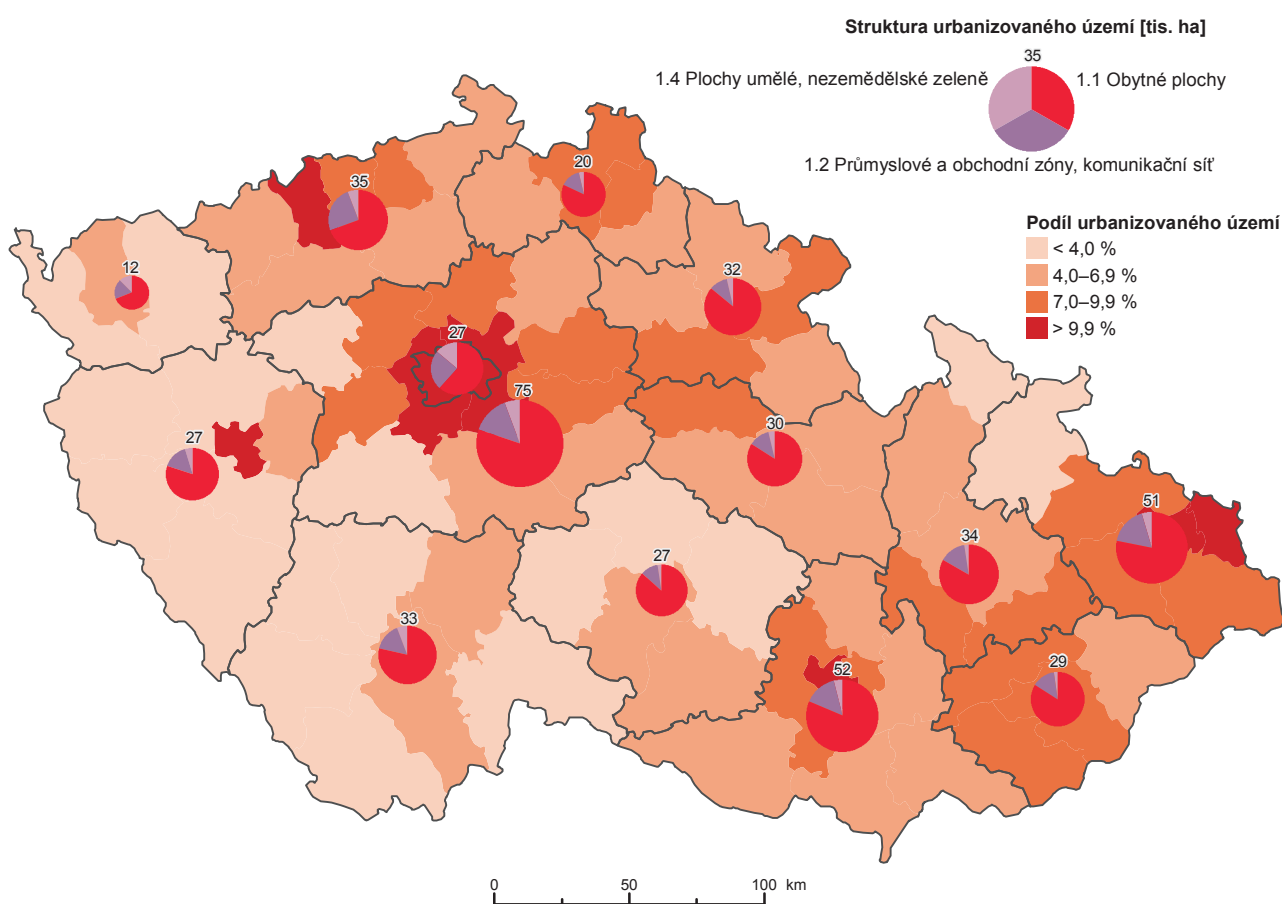 Struktura urbanizovaného území [tis. ha]
35
1.4 Plochy umělé, nezemědělské zeleně
1.1 Obytné plochy
1.2 Průmyslové a obchodní zóny, komunikační síť
Podíl urbanizovaného území
< 4,0 %
4,0–6,9 %
7,0–9,9 %
> 9,9 %
20
35
12
32
27
75
27
30
51
34
27
33
52
29
0 50 100 km